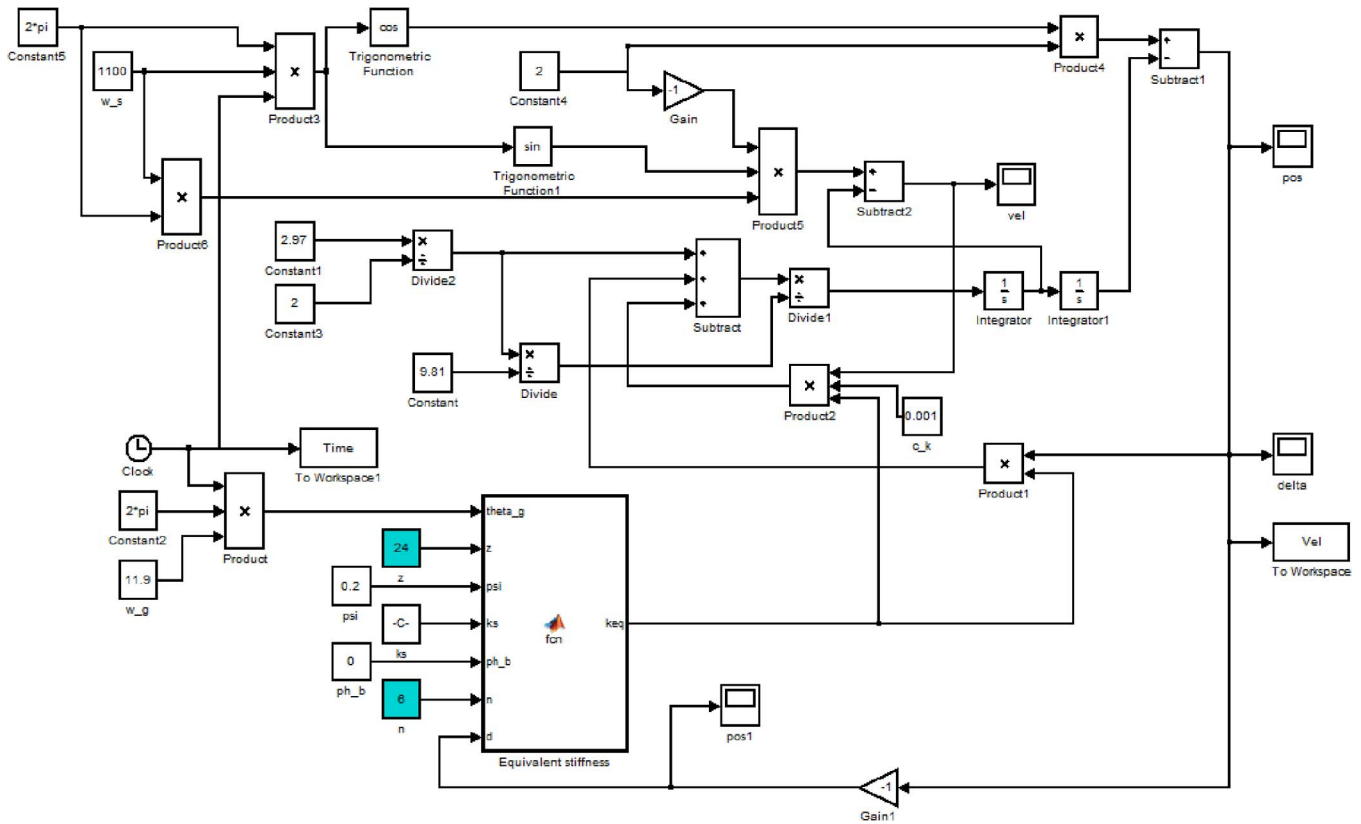 2*pi
Constant5
1100
w_s
×
Product3
cos
Trigonometric
Function
2
Constant4
-1
Gain
×
Product4
+
−
Subtract1
pos
sin
Trigonometric
Function1
×
Product6
×
Product5
+
−
Subtract2
vel
2.97
Constant1
2
Constant3
×
÷
Divide2
+
+
+
Subtract
×
÷
Divide1
1
s
Integrator
1
s
Integrator1
9.81
Constant
×
÷
Divide
×
Product2
0.001
c_k
Clock
Time
To Workspace1
×
Product1
delta
2*pi
Constant2
×
Product
11.9
w_g
Vel
To Workspace
theta_g
24
z
z
0.2
psi
psi
-C-
ks
ks
fcn
keq
0
ph_b
ph_b
6
n
n
d
Equivalent stiffness
pos1
-1
Gain1